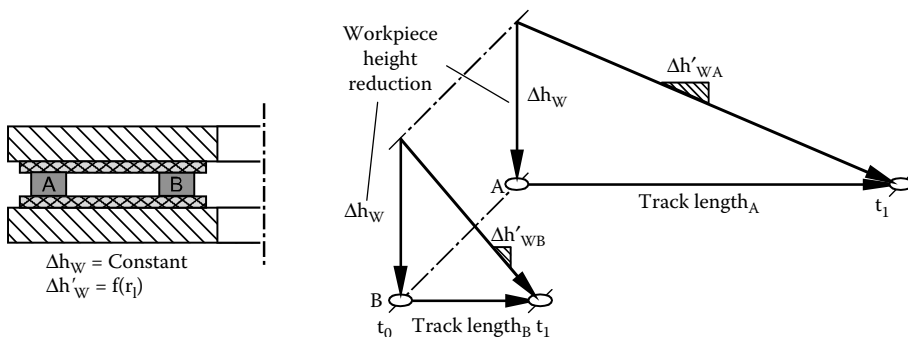 A B
Δh_W = Constant
Δh'_W = f(r_l)
Workpiece
height
reduction
Δh'_WA
Δh_W
A
Track length_A
t_1
Δh_W
Δh'_WB
B
t_0 Track length_B t_1